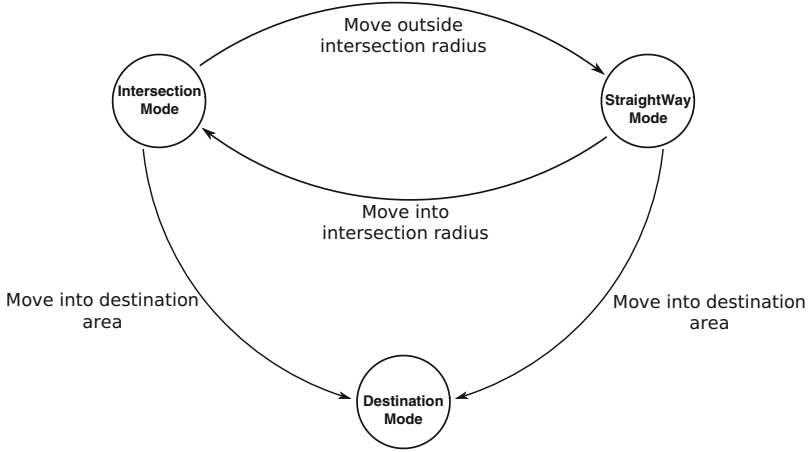 Move outside
intersection radius
Intersection
Mode
StraightWay
Mode
Move into
intersection radius
Move into destination
area
Move into destination
area
Destination
Mode